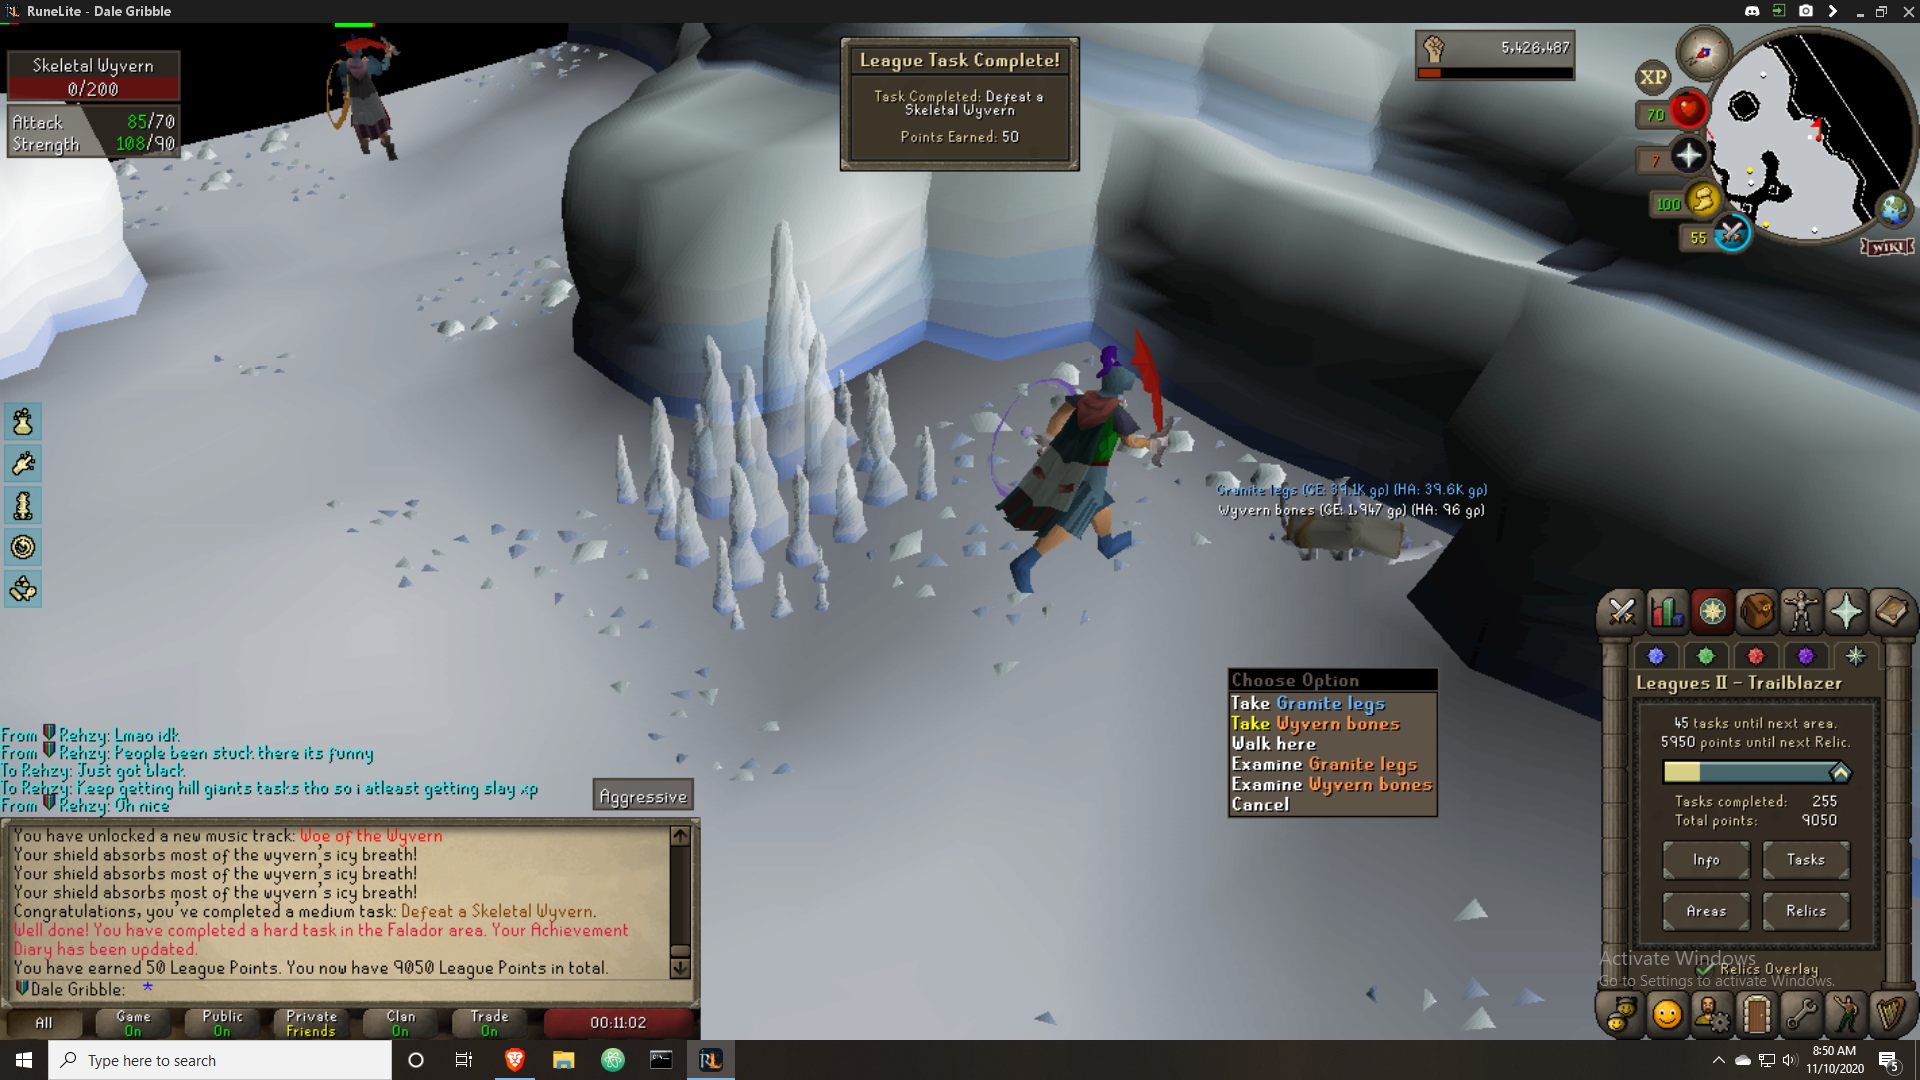 RuneLite - Dale Gribble
Skeletal Wyvern
0/200
Attack 85/70
Strength 108/90
League Task Complete!
Task Completed: Defeat a
Skeletal Wyvern
Points Earned: 50
5,426,487
XP
70
7
100
55
WIKI
Granite legs (GE: 39.1K gp) (HA: 39.6K gp)
Wyvern bones (GE: 1,947 gp) (HA: 96 gp)
Choose Option
Take Granite legs
Take Wyvern bones
Walk here
Examine Granite legs
Examine Wyvern bones
Cancel
Leagues II - Trailblazer
45 tasks until next area.
5950 points until next Relic.
Tasks completed: 255
Total points: 9050
Info
Tasks
Areas
Relics
Relics Overlay
Activate Windows
Go to Settings to activate Windows.
From Rehzy: Lmao idk
From Rehzy: People been stuck there its funny
To Rehzy: Just got black
To Rehzy: Keep getting hill giants tasks tho so i atleast getting slay xp
From Rehzy: Oh nice
Aggressive
You have unlocked a new music track: Woe of the Wyvern
Your shield absorbs most of the wyvern's icy breath!
Your shield absorbs most of the wyvern's icy breath!
Your shield absorbs most of the wyvern's icy breath!
Congratulations, you've completed a medium task: Defeat a Skeletal Wyvern.
Well done! You have completed a hard task in the Falador area. Your Achievement
Diary has been updated.
You have earned 50 League Points. You now have 9050 League Points in total.
Dale Gribble: *
All
Game
On
Public
On
Private
Friends
Clan
On
Trade
On
00:11:02
Type here to search
RL
8:50 AM
11/10/2020
5